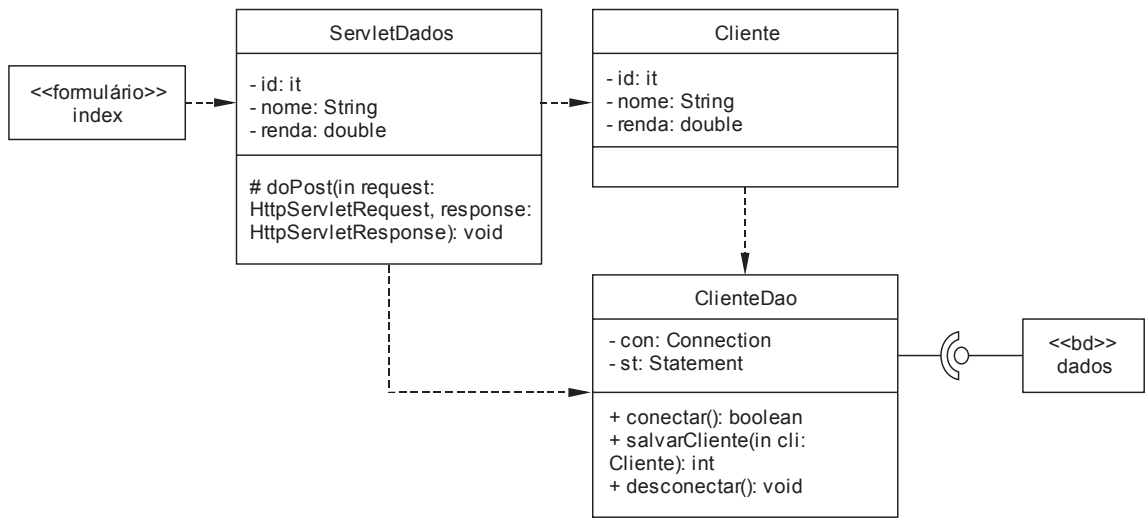 <<formulário>>
index
ServletDados
- id: it
- nome: String
- renda: double
# doPost(in request:
HttpServletRequest, response:
HttpServletResponse): void
Cliente
- id: it
- nome: String
- renda: double
ClienteDao
- con: Connection
- st: Statement
+ conectar(): boolean
+ salvarCliente(in cli:
Cliente): int
+ desconectar(): void
<<bd>>
dados